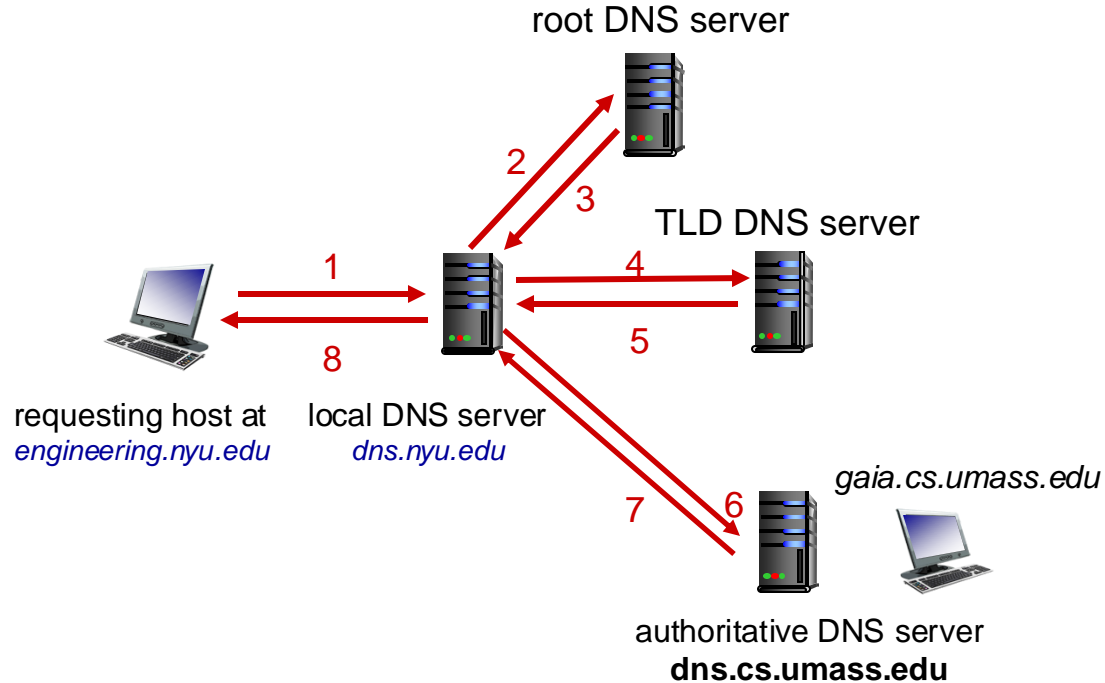 root DNS server
2
3
TLD DNS server
1
4
5
8
requesting host at
engineering.nyu.edu
local DNS server
dns.nyu.edu
gaia.cs.umass.edu
6
7
authoritative DNS server
dns.cs.umass.edu